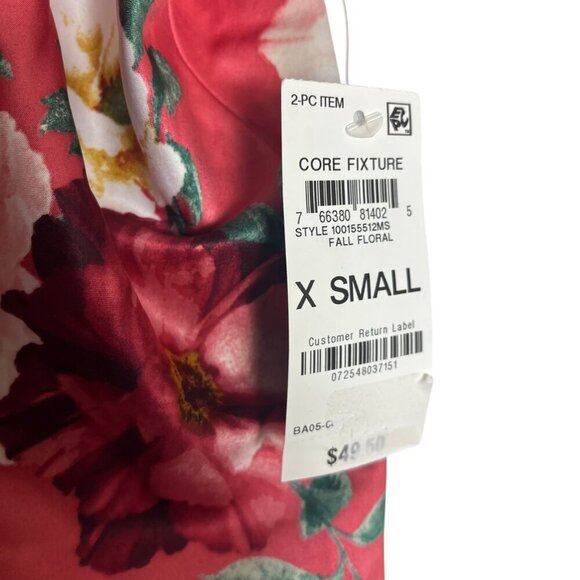 2-PC ITEM
CORE FIXTURE
7 66380 81402 5
STYLE 100155512MS
FALL FLORAL
X SMALL
Customer Return Label
072548037151
$49.50